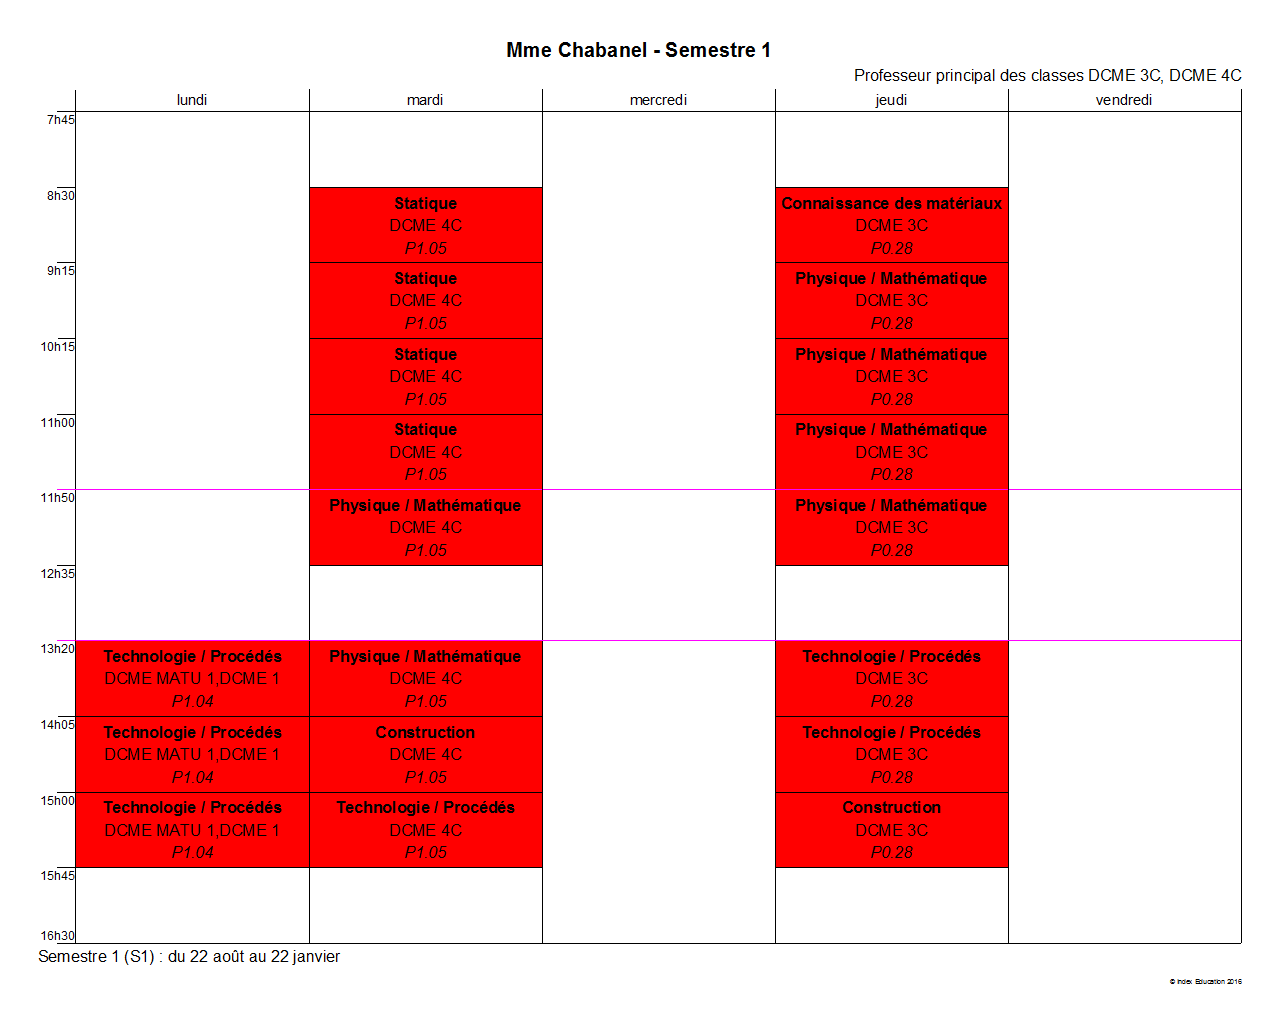 Mme Chabanel - Semestre 1
Professeur principal des classes DCME 3C, DCME 4C
lundi mardi mercredi jeudi vendredi
7h45
8h30
Statique Connaissance des matériaux
DCME 4C DCME 3C
P1.05 P0.28
9h15
Statique Physique / Mathématique
DCME 4C DCME 3C
P1.05 P0.28
10h15
Statique Physique / Mathématique
DCME 4C DCME 3C
P1.05 P0.28
11h00
Statique Physique / Mathématique
DCME 4C DCME 3C
P1.05 P0.28
11h50
Physique / Mathématique Physique / Mathématique
DCME 4C DCME 3C
P1.05 P0.28
12h35
13h20
Technologie / Procédés Physique / Mathématique Technologie / Procédés
DCME MATU 1,DCME 1 DCME 4C DCME 3C
P1.04 P1.05 P0.28
14h05
Technologie / Procédés Construction Technologie / Procédés
DCME MATU 1,DCME 1 DCME 4C DCME 3C
P1.04 P1.05 P0.28
15h00
Technologie / Procédés Technologie / Procédés Construction
DCME MATU 1,DCME 1 DCME 4C DCME 3C
P1.04 P1.05 P0.28
15h45
16h30
Semestre 1 (S1) : du 22 août au 22 janvier
© Index Education 2016